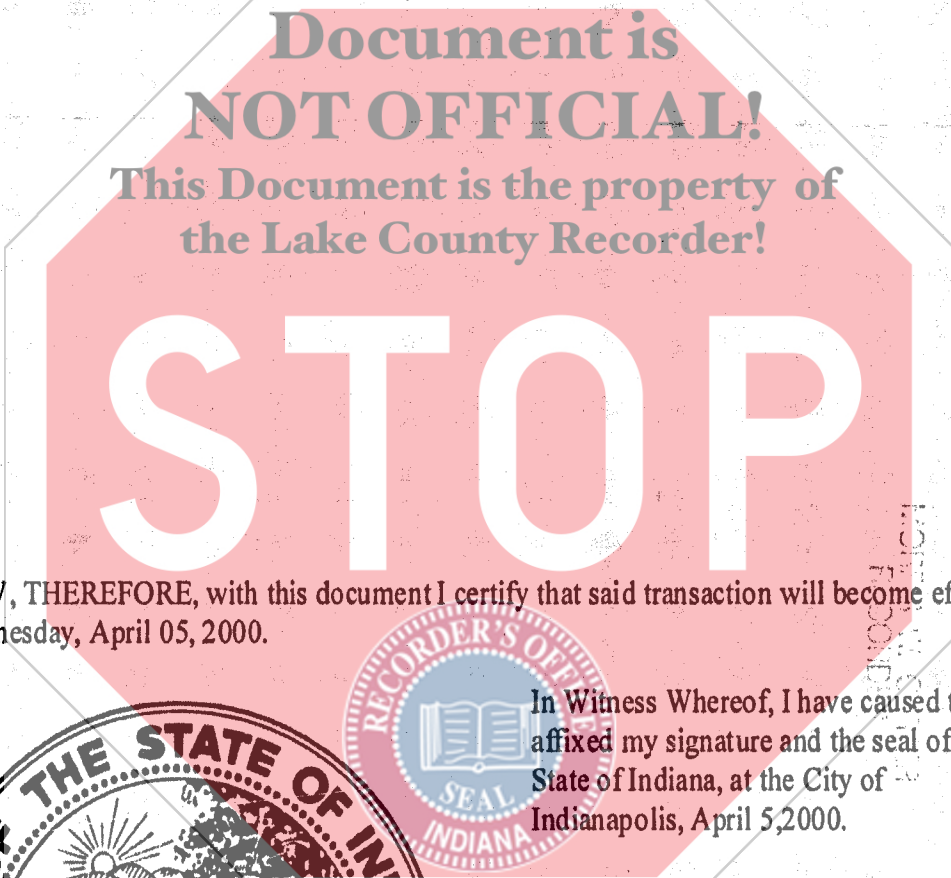 Document is
NOT OFFICIAL!
This Document is the property of
the Lake County Recorder!
STOP
, THEREFORE, with this document I certify that said transaction will become ef
nesday, April 05, 2000.
RECORDER'S OFFICE
In Witness Whereof, I have caused t
affixed my signature and the seal of
State of Indiana, at the City of
Indianapolis, April 5,2000.
SEAL
INDIANA
THE STATE OF IN